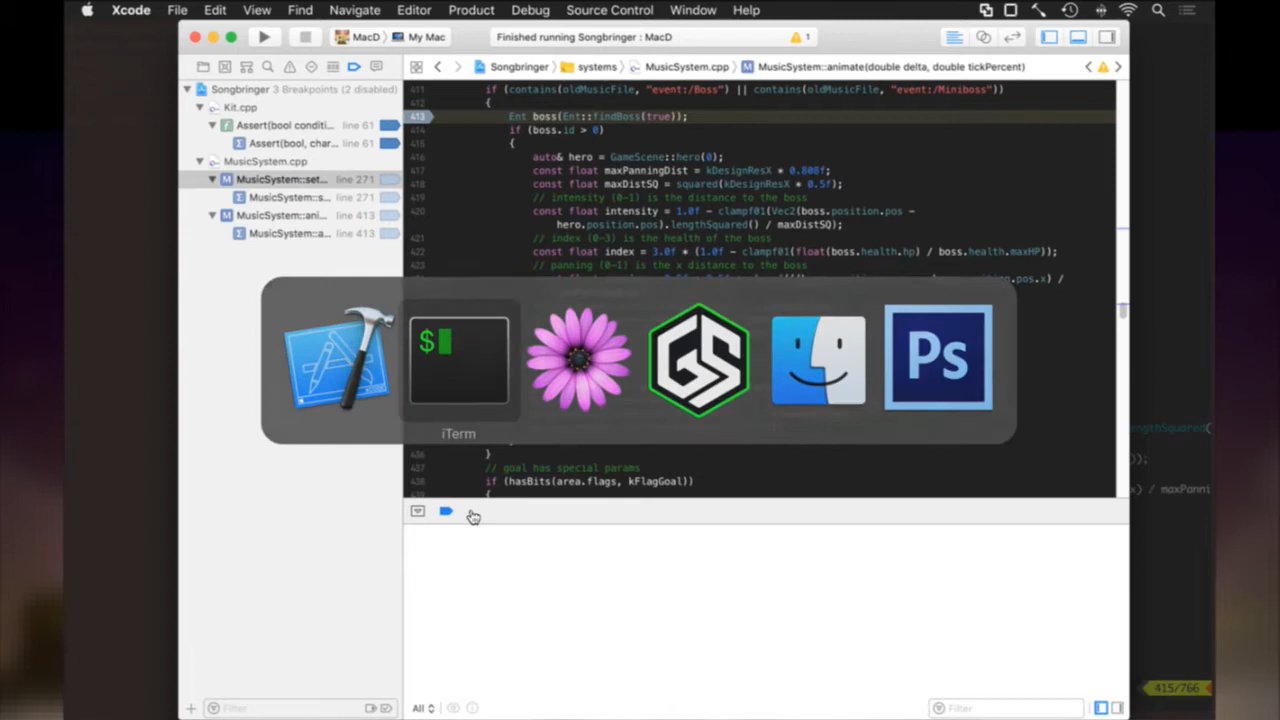 Xcode File Edit View Find Navigate Editor Product Debug Source Control Window Help
MacD My Mac Finished running Songbringer : MacD 1
Songbringer systems MusicSystem.cpp MusicSystem::animate(double delta, double tickPercent)
Songbringer 3 Breakpoints (2 disabled)
Kit.cpp
Assert(bool conditi... line 61
Assert(bool, char... line 61
MusicSystem.cpp
MusicSystem::set... line 271
MusicSystem::s... line 271
MusicSystem::ani... line 413
MusicSystem::a... line 413
411 if (contains(oldMusicFile, "event:/Boss") || contains(oldMusicFile, "event:/Miniboss"))
412 {
413 Ent boss(Ent::findBoss(true));
414 if (boss.id > 0)
415 {
416 auto& hero = GameScene::hero(0);
417 const float maxPanningDist = kDesignResX * 0.808f;
418 const float maxDistSQ = squared(kDesignResX * 0.5f);
419 // intensity (0-1) is the distance to the boss
420 const float intensity = 1.0f - clampf01(Vec2(boss.position.pos -
hero.position.pos).lengthSquared() / maxDistSQ);
421 // index (0-3) is the health of the boss
422 const float index = 3.0f * (1.0f - clampf01(float(boss.health.hp) / boss.health.maxHP));
423 // panning (0-1) is the x distance to the boss
$
GS
Ps
iTerm
436 }
437 // goal has special params
438 if (hasBits(area.flags, kFlagGoal))
439 {
engthSquared(
));
x) / maxPanni
415/766
Filter
All
Filter